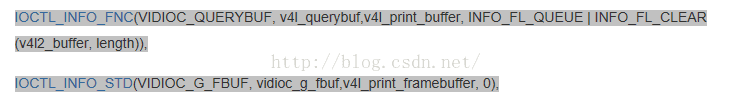 IOCTL_INFO_FNC(VIDIOC_QUERYBUF, v4l_querybuf,v4l_print_buffer, INFO_FL_QUEUE | INFO_FL_CLEAR
(v4l2_buffer, length)),
http://blog.csdn.net/
IOCTL_INFO_STD(VIDIOC_G_FBUF, vidioc_g_fbuf,v4l_print_framebuffer, 0),